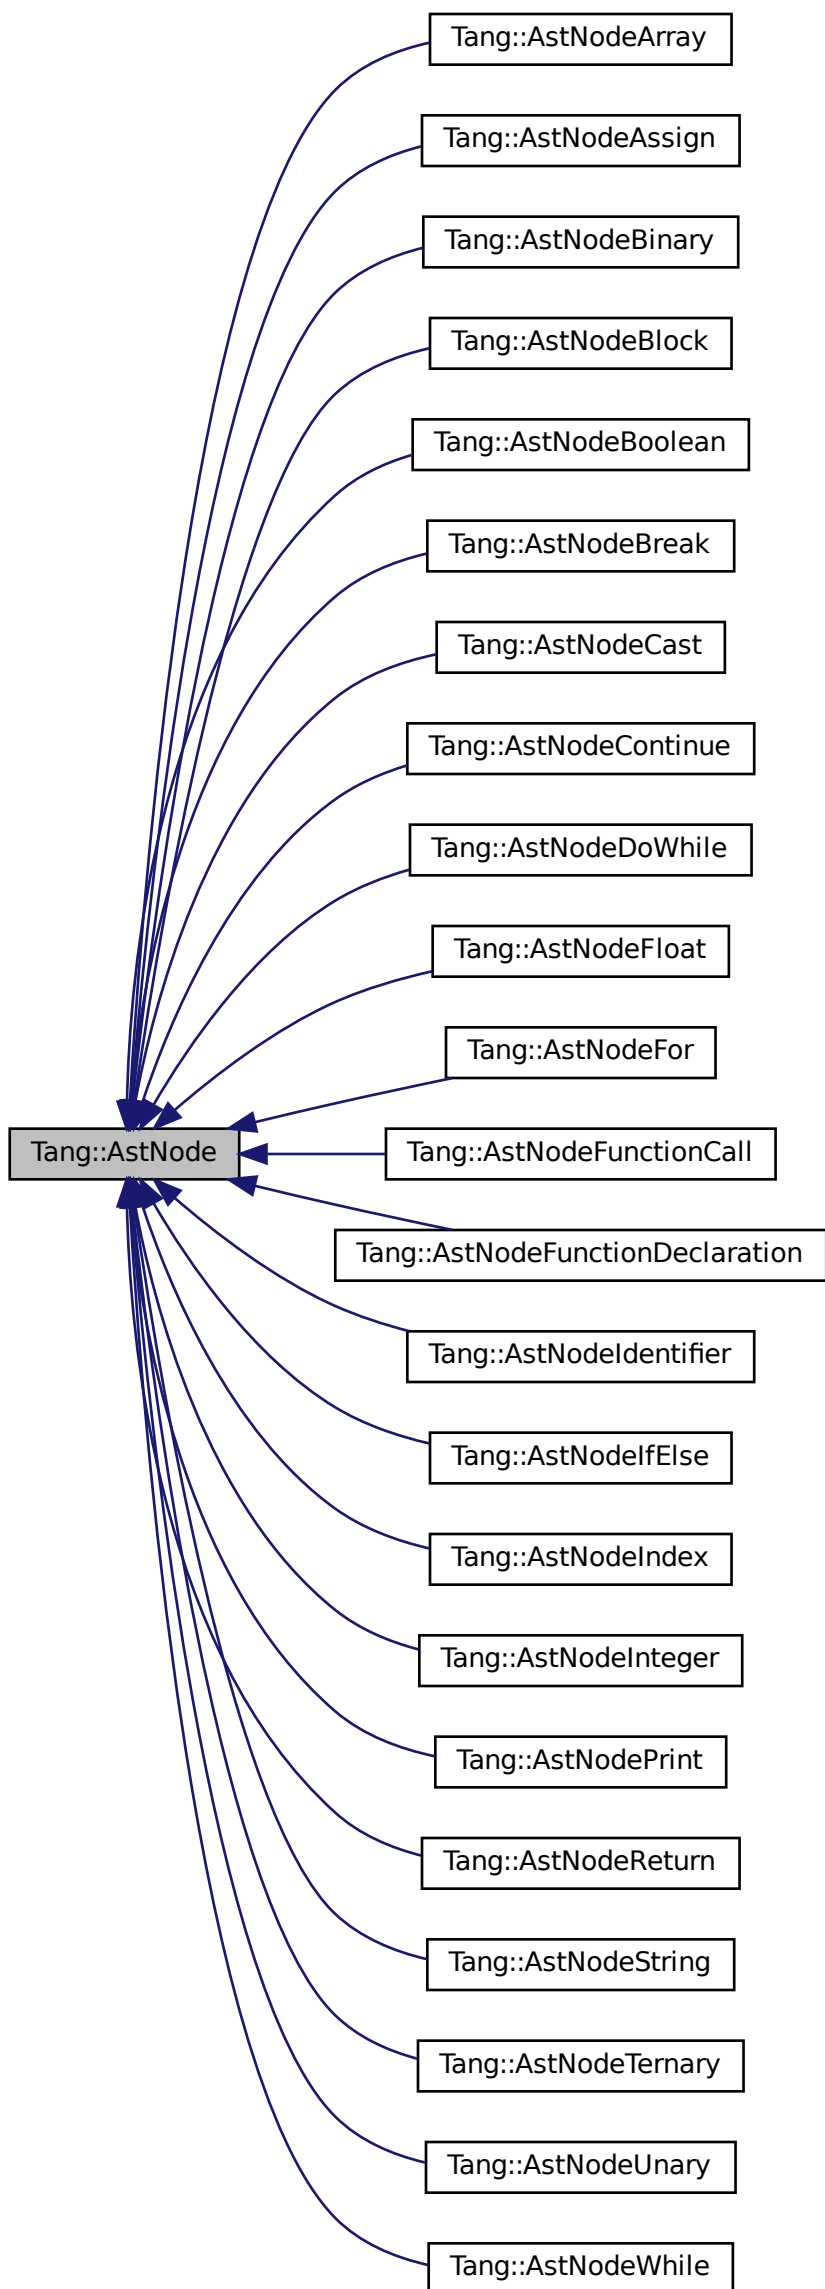 Tang::AstNodeArray
Tang::AstNodeAssign
Tang::AstNodeBinary
Tang::AstNodeBlock
Tang::AstNodeBoolean
Tang::AstNodeBreak
Tang::AstNodeCast
Tang::AstNodeContinue
Tang::AstNodeDoWhile
Tang::AstNodeFloat
Tang::AstNodeFor
Tang::AstNode
Tang::AstNodeFunctionCall
Tang::AstNodeFunctionDeclaration
Tang::AstNodeIdentifier
Tang::AstNodeIfElse
Tang::AstNodeIndex
Tang::AstNodeInteger
Tang::AstNodePrint
Tang::AstNodeReturn
Tang::AstNodeString
Tang::AstNodeTernary
Tang::AstNodeUnary
Tang::AstNodeWhile